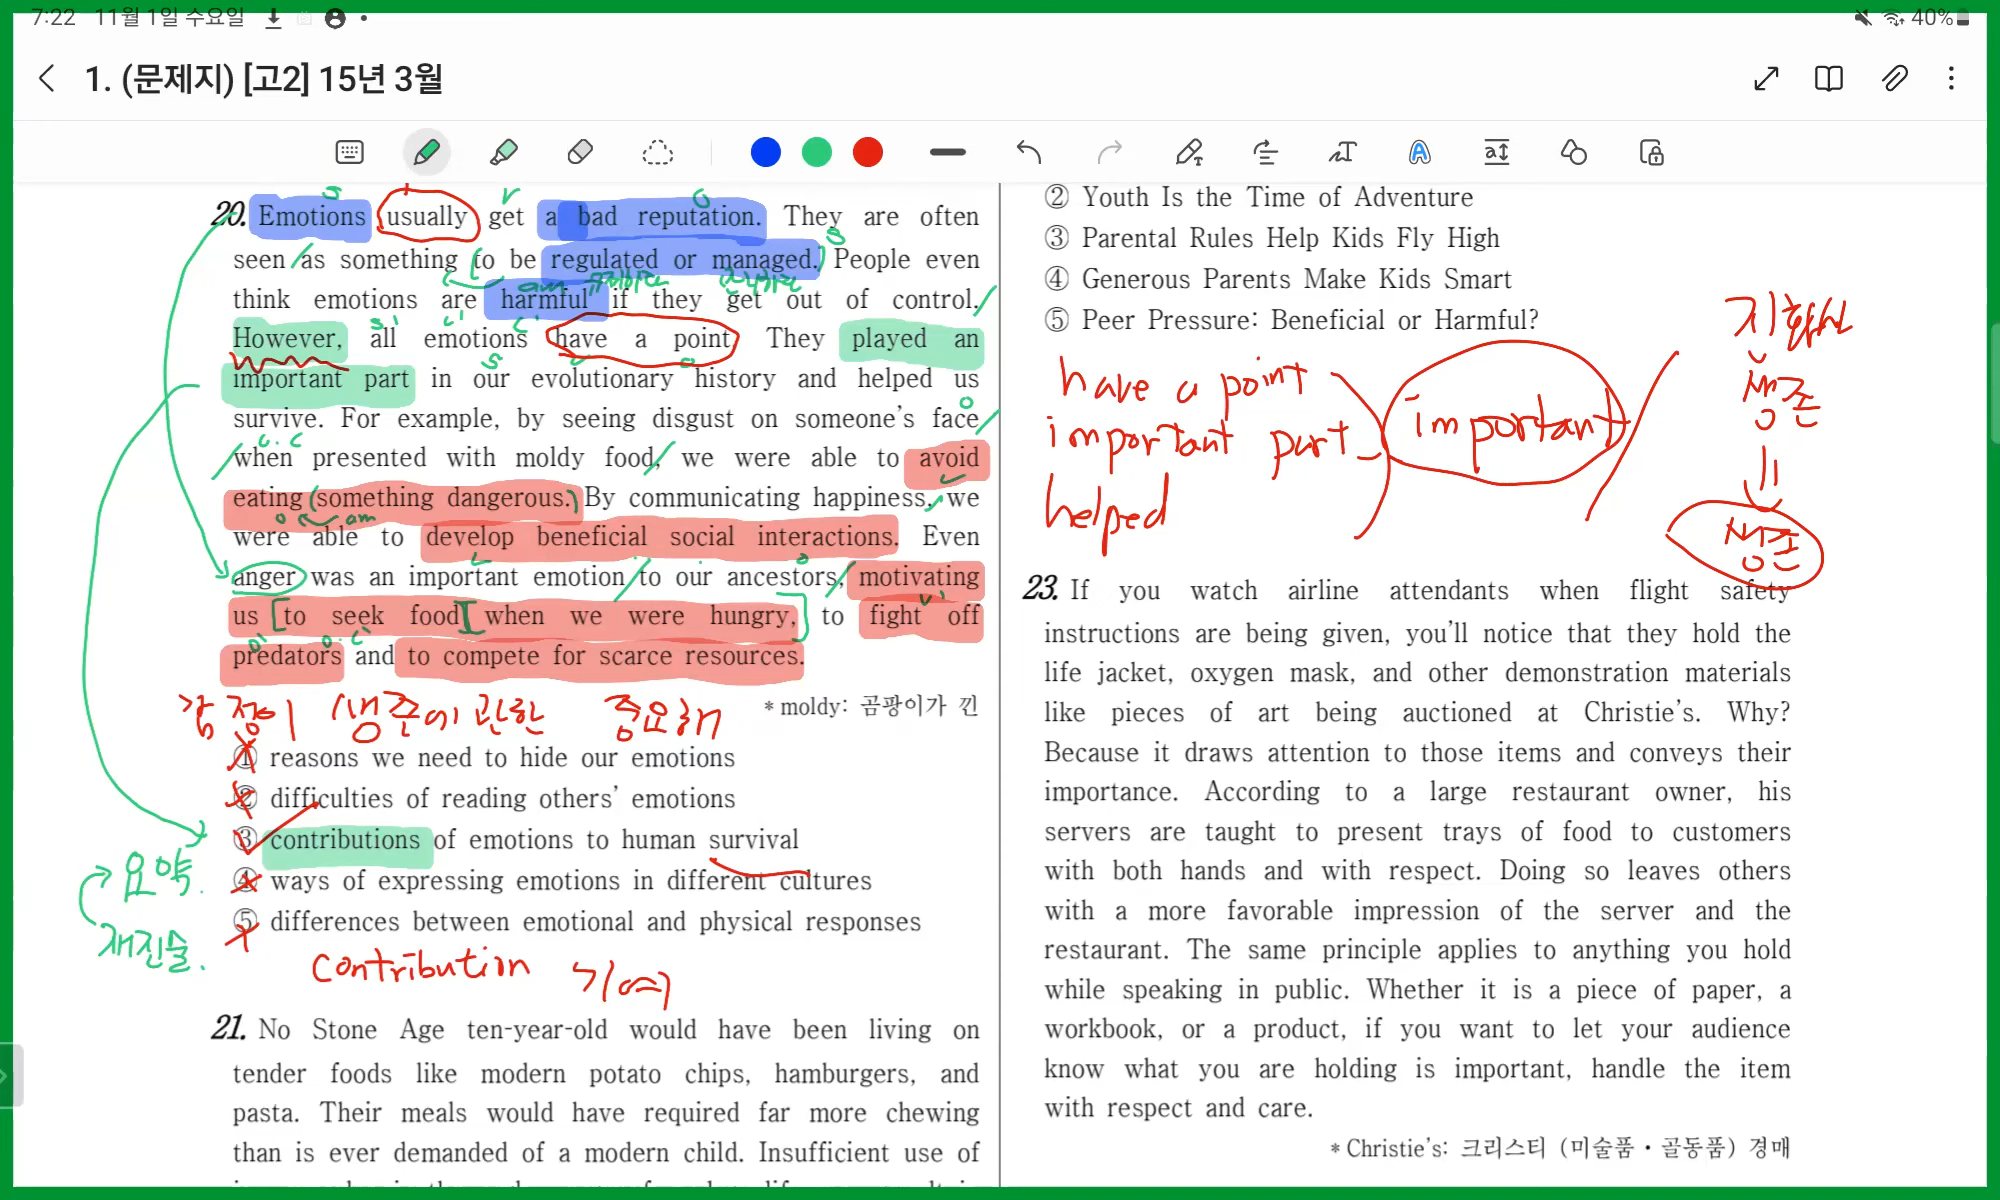 7:22 11월 1일 수요일
40%
1. (문제지) [고2] 15년 3월
20. Emotions usually get a bad reputation. They are often
seen as something to be regulated or managed. People even
think emotions are harmful if they get out of control.
However, all emotions have a point. They played an
important part in our evolutionary history and helped us
survive. For example, by seeing disgust on someone's face
when presented with moldy food, we were able to avoid
eating something dangerous. By communicating happiness, we
were able to develop beneficial social interactions. Even
anger was an important emotion to our ancestors, motivating
us to seek food when we were hungry, to fight off
predators and to compete for scarce resources.
* moldy: 곰팡이가 낀
감정이 생존에 관한 중요해
① reasons we need to hide our emotions
② difficulties of reading others' emotions
③ contributions of emotions to human survival
④ ways of expressing emotions in different cultures
⑤ differences between emotional and physical responses
요약.
재진술.
contribution 기여
21. No Stone Age ten-year-old would have been living on
tender foods like modern potato chips, hamburgers, and
pasta. Their meals would have required far more chewing
than is ever demanded of a modern child. Insufficient use of
② Youth Is the Time of Adventure
③ Parental Rules Help Kids Fly High
④ Generous Parents Make Kids Smart
⑤ Peer Pressure: Beneficial or Harmful?
have a point
important part
helped
important
생존
생존
23. If you watch airline attendants when flight safety
instructions are being given, you'll notice that they hold the
life jacket, oxygen mask, and other demonstration materials
like pieces of art being auctioned at Christie's. Why?
Because it draws attention to those items and conveys their
importance. According to a large restaurant owner, his
servers are taught to present trays of food to customers
with both hands and with respect. Doing so leaves others
with a more favorable impression of the server and the
restaurant. The same principle applies to anything you hold
while speaking in public. Whether it is a piece of paper, a
workbook, or a product, if you want to let your audience
know what you are holding is important, handle the item
with respect and care.
* Christie's: 크리스티 (미술품・골동품) 경매